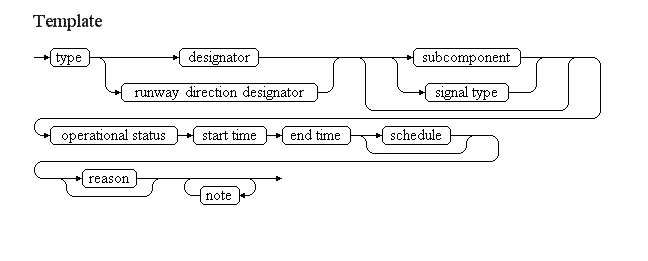 Template
type designator subcomponent
runway direction designator signal type
operational status start time end time schedule
reason
note